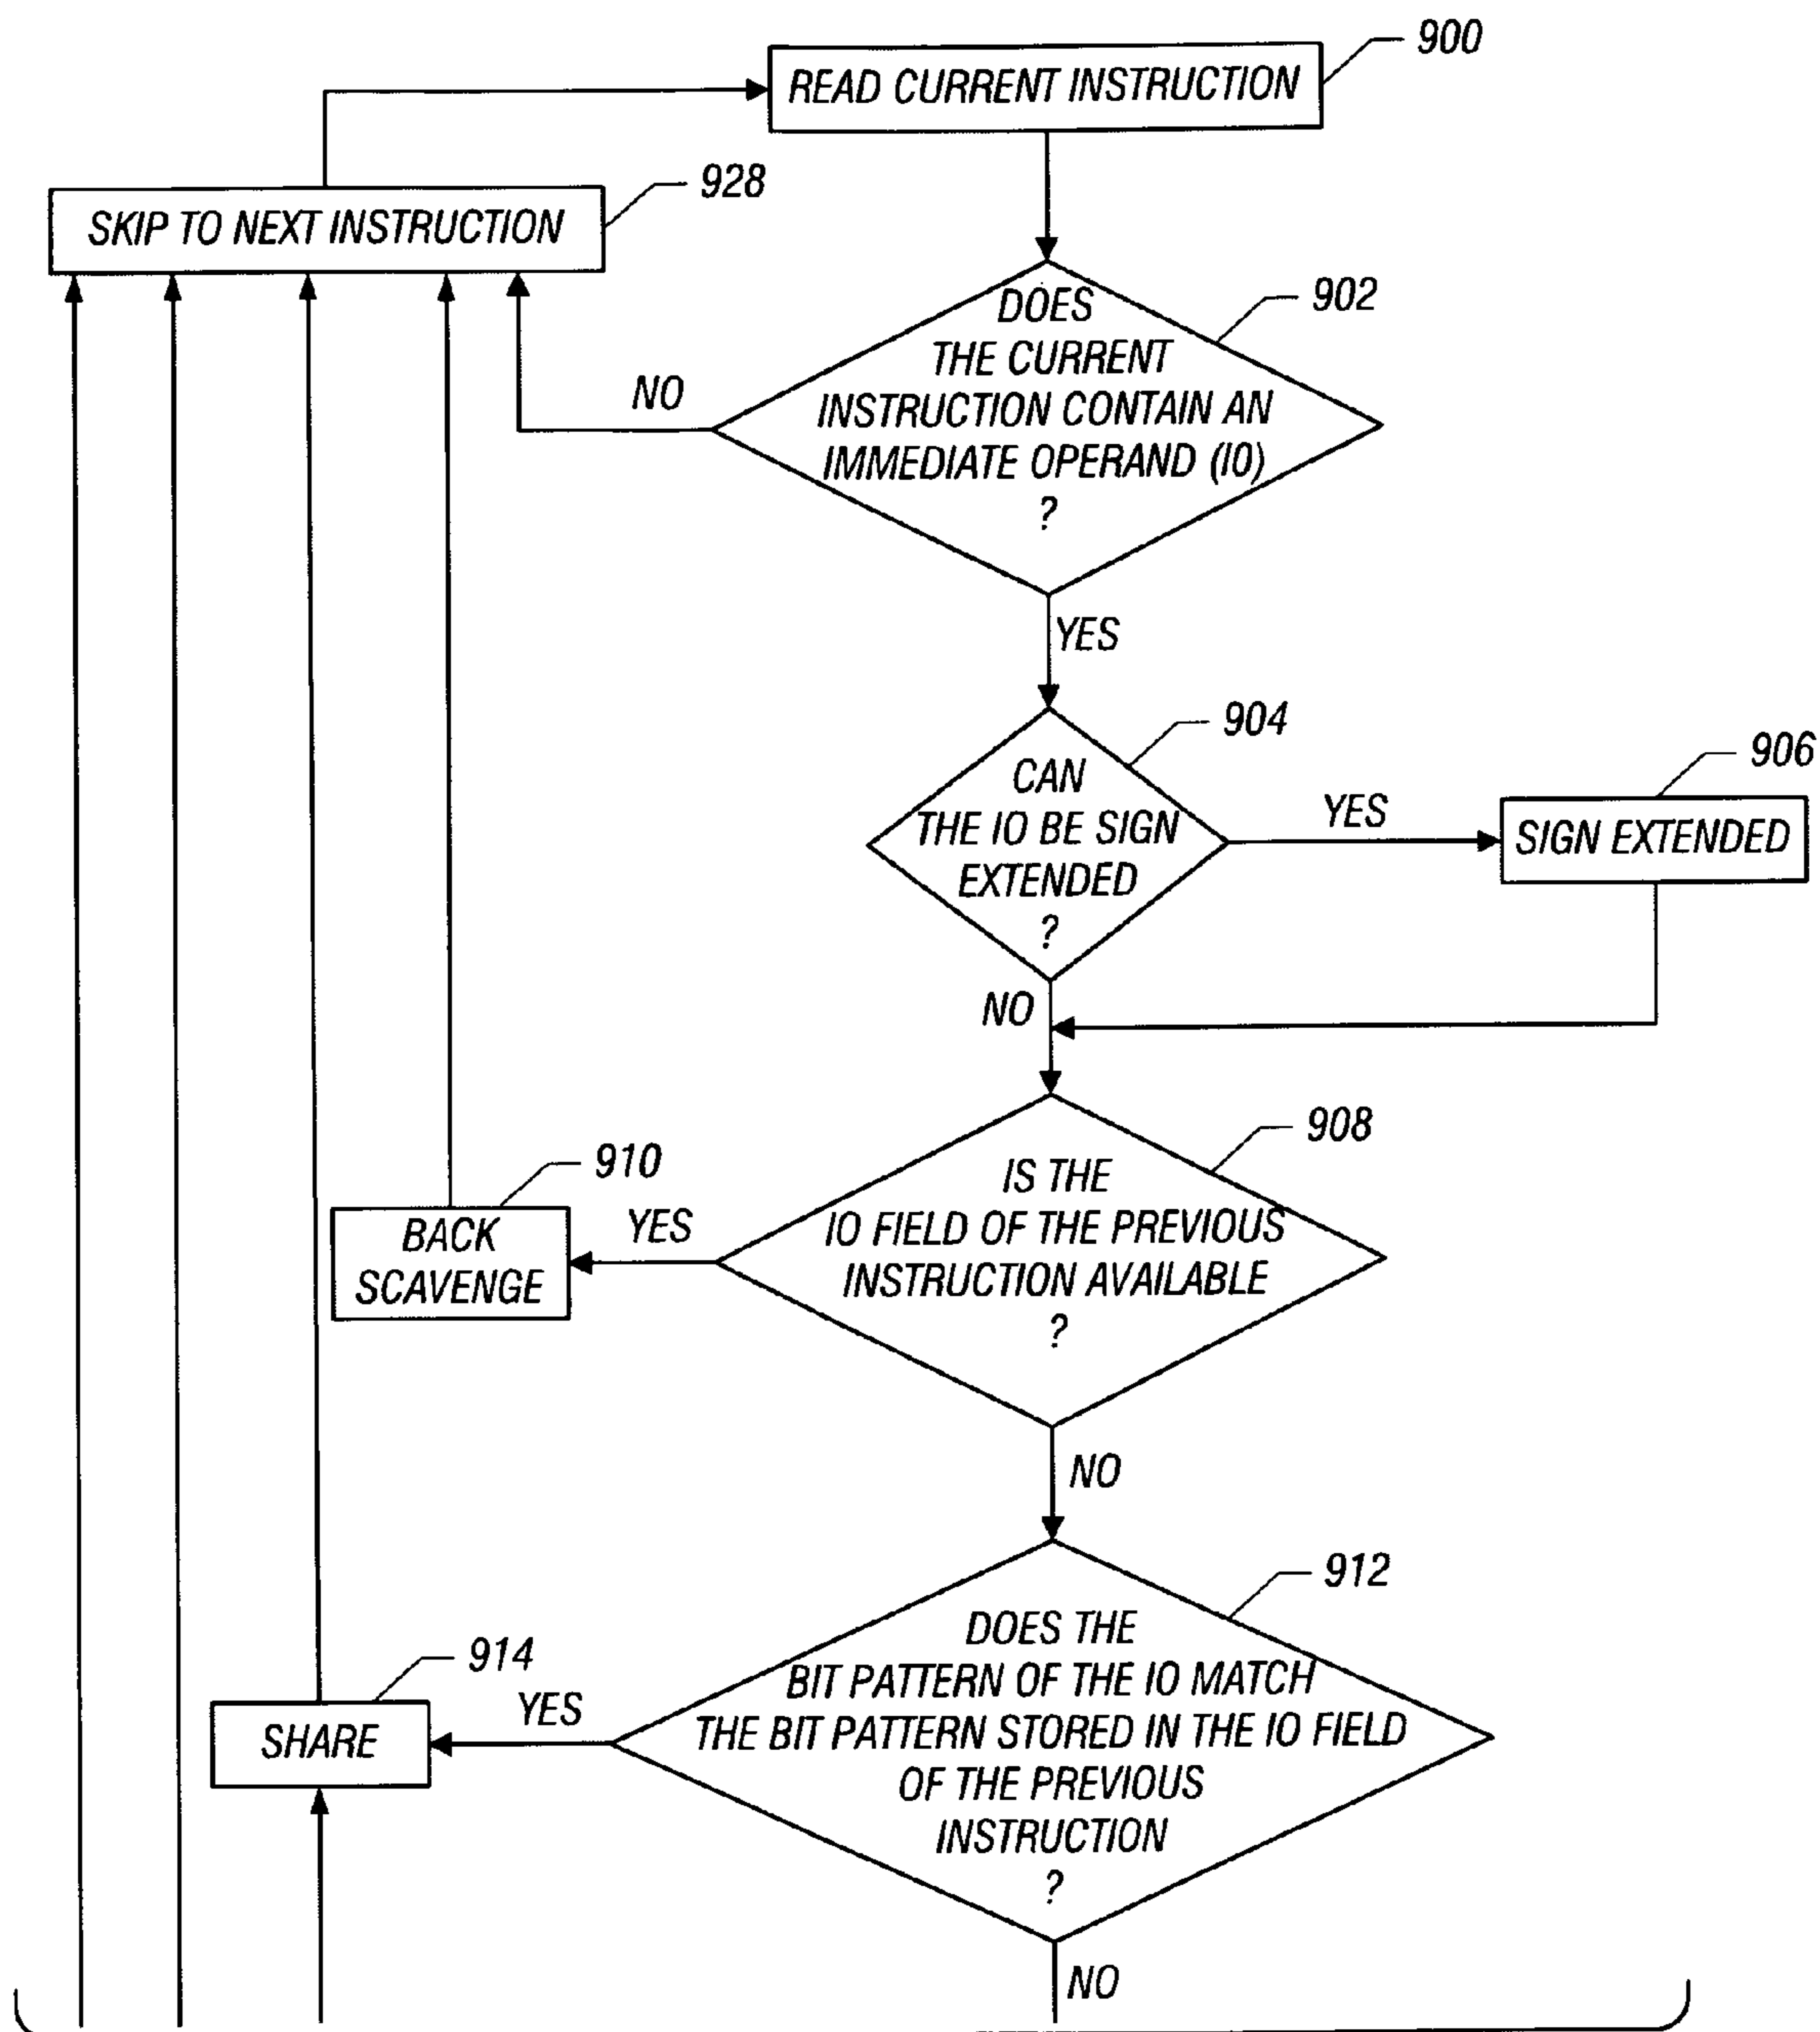 900
READ CURRENT INSTRUCTION
928
SKIP TO NEXT INSTRUCTION
902
DOES
THE CURRENT
INSTRUCTION CONTAIN AN
IMMEDIATE OPERAND (IO)
?
NO
YES
904
CAN
THE IO BE SIGN
EXTENDED
?
YES
906
SIGN EXTENDED
NO
908
IS THE
IO FIELD OF THE PREVIOUS
INSTRUCTION AVAILABLE
?
YES
910
BACK
SCAVENGE
NO
912
DOES THE
BIT PATTERN OF THE IO MATCH
THE BIT PATTERN STORED IN THE IO FIELD
OF THE PREVIOUS
INSTRUCTION
?
YES
914
SHARE
NO